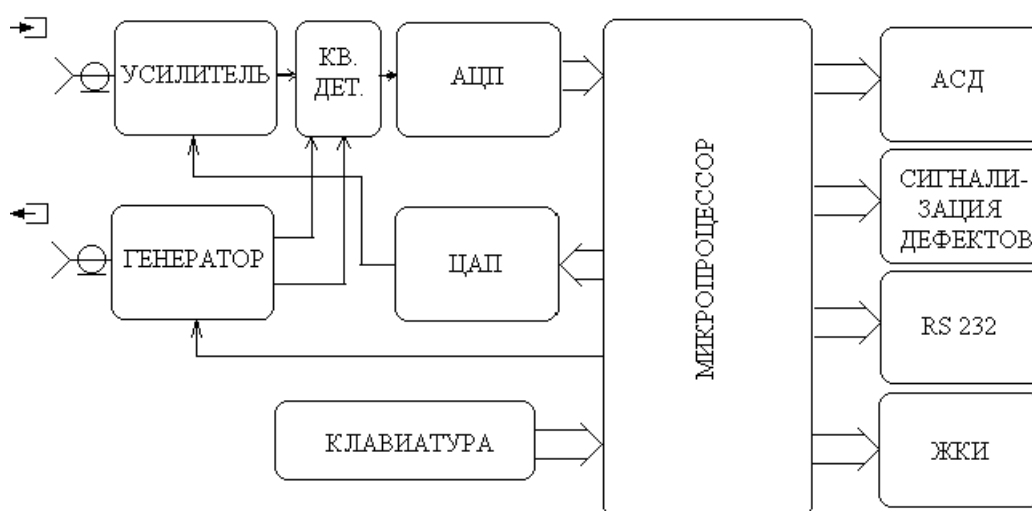 УСИЛИТЕЛЬ
КВ.
ДЕТ.
АЦП
АСД
МИКРОПРОЦЕССОР
СИГНАЛИ-
ЗАЦИЯ
ДЕФЕКТОВ
ГЕНЕРАТОР
ЦАП
RS 232
КЛАВИАТУРА
ЖКИ